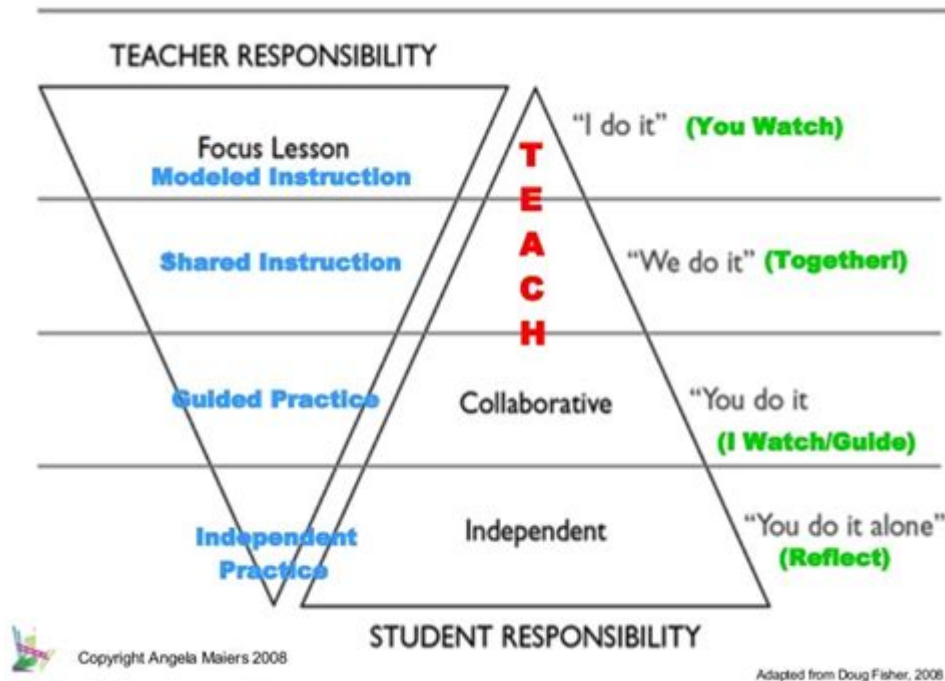 TEACHER RESPONSIBILITY
Focus Lesson
Modeled Instruction
"I do it" (You Watch)
Shared Instruction
"We do it" (Together!)
TEACH
Guided Practice
Collaborative
"You do it
(I Watch/Guide)
Independent
Practice
Independent
"You do it alone"
(Reflect)
STUDENT RESPONSIBILITY
Copyright Angela Maiers 2008
Adapted from Doug Fisher, 2008